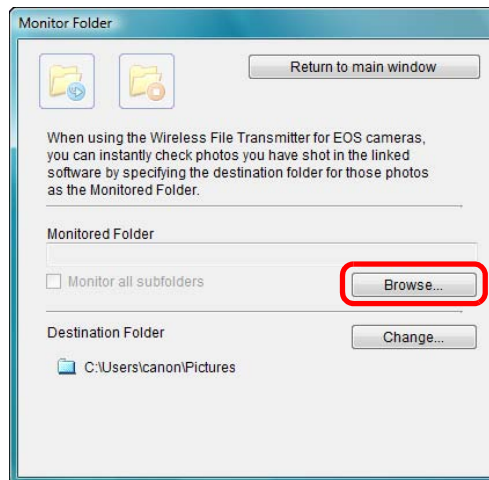 Monitor Folder
Return to main window
When using the Wireless File Transmitter for EOS cameras,
you can instantly check photos you have shot in the linked
software by specifying the destination folder for those photos
as the Monitored Folder.
Monitored Folder
Monitor all subfolders
Browse...
Destination Folder
Change...
C:\Users\canon\Pictures